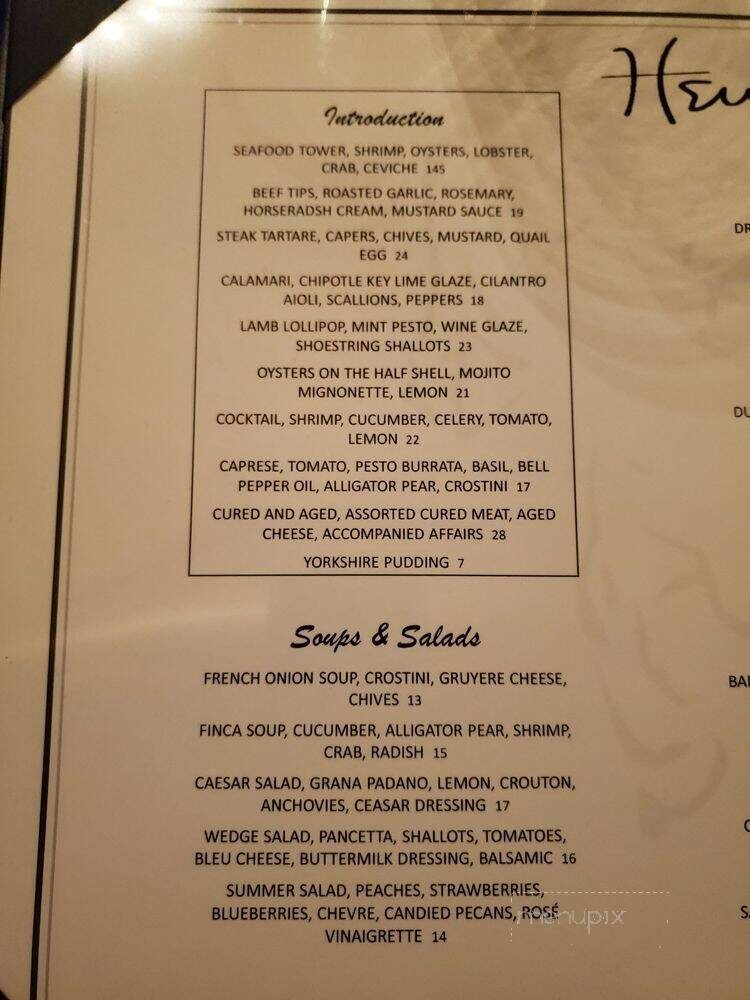 Introduction
SEAFOOD TOWER, SHRIMP, OYSTERS, LOBSTER,
CRAB, CEVICHE 145
BEEF TIPS, ROASTED GARLIC, ROSEMARY,
HORSERADSH CREAM, MUSTARD SAUCE 19
STEAK TARTARE, CAPERS, CHIVES, MUSTARD, QUAIL
EGG 24
CALAMARI, CHIPOTLE KEY LIME GLAZE, CILANTRO
AIOLI, SCALLIONS, PEPPERS 18
LAMB LOLLIPOP, MINT PESTO, WINE GLAZE,
SHOESTRING SHALLOTS 23
OYSTERS ON THE HALF SHELL, MOJITO
MIGNONETTE, LEMON 21
COCKTAIL, SHRIMP, CUCUMBER, CELERY, TOMATO,
LEMON 22
CAPRESE, TOMATO, PESTO BURRATA, BASIL, BELL
PEPPER OIL, ALLIGATOR PEAR, CROSTINI 17
CURED AND AGED, ASSORTED CURED MEAT, AGED
CHEESE, ACCOMPANIED AFFAIRS 28
YORKSHIRE PUDDING 7
Soups & Salads
FRENCH ONION SOUP, CROSTINI, GRUYERE CHEESE,
CHIVES 13
FINCA SOUP, CUCUMBER, ALLIGATOR PEAR, SHRIMP,
CRAB, RADISH 15
CAESAR SALAD, GRANA PADANO, LEMON, CROUTON,
ANCHOVIES, CEASAR DRESSING 17
WEDGE SALAD, PANCETTA, SHALLOTS, TOMATOES,
BLEU CHEESE, BUTTERMILK DRESSING, BALSAMIC 16
SUMMER SALAD, PEACHES, STRAWBERRIES,
BLUEBERRIES, CHEVRE, CANDIED PECANS, ROSÉ
VINAIGRETTE 14
menupix